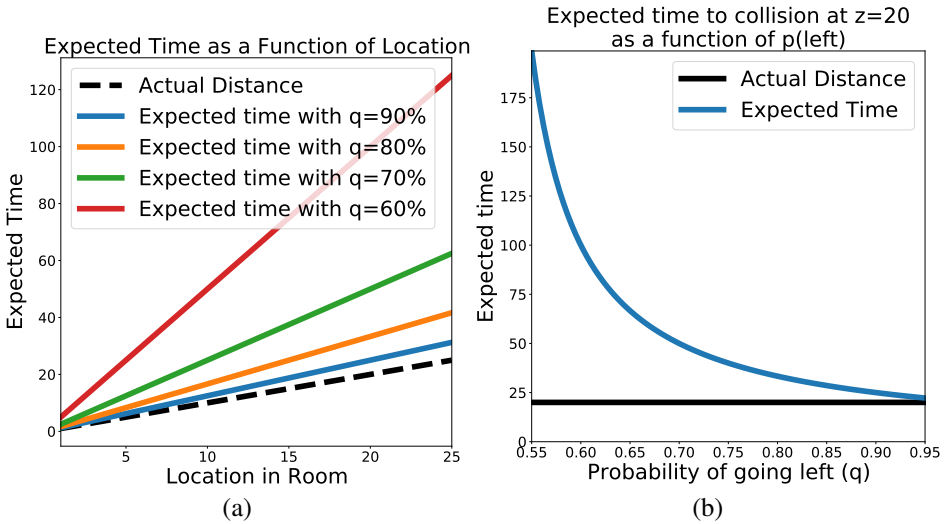 Expected Time as a Function of Location
120
100
80
60
40
20
0
Expected Time
Actual Distance
Expected time with q=90%
Expected time with q=80%
Expected time with q=70%
Expected time with q=60%
5
10
15
20
25
Location in Room
(a)
Expected time to collision at z=20
as a function of p(left)
175
150
125
100
75
50
25
0
Expected time
Actual Distance
Expected Time
0.55
0.60
0.65
0.70
0.75
0.80
0.85
0.90
0.95
Probability of going left (q)
(b)